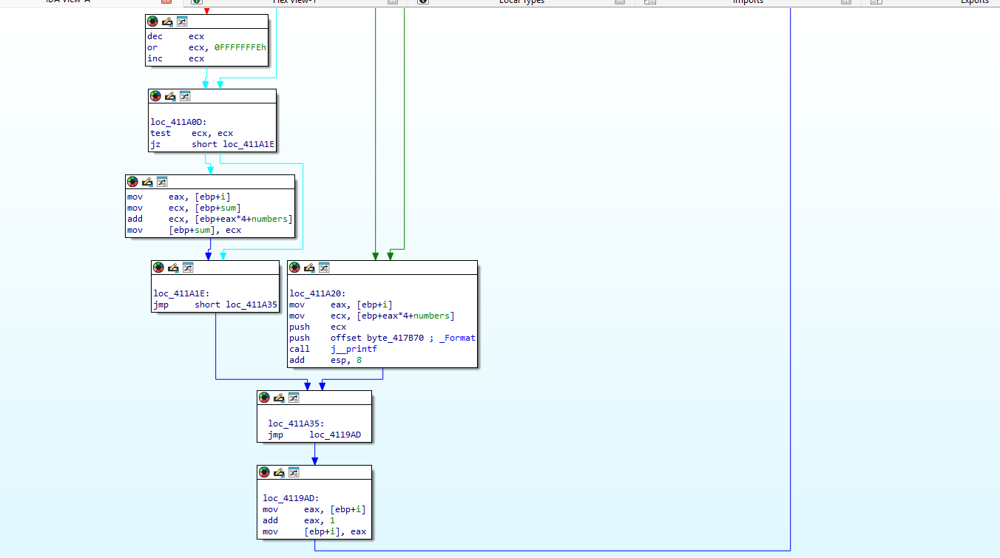 IDA View-A Hex View-1 Local Types Imports Exports
dec ecx
or ecx, 0FFFFFFFEh
inc ecx
loc_411A0D:
test ecx, ecx
jz short loc_411A1E
mov eax, [ebp+i]
mov ecx, [ebp+sum]
add ecx, [ebp+eax*4+numbers]
mov [ebp+sum], ecx
loc_411A1E:
jmp short loc_411A35
loc_411A20:
mov eax, [ebp+i]
mov ecx, [ebp+eax*4+numbers]
push ecx
push offset byte_417B70 ; _Format
call j__printf
add esp, 8
loc_411A35:
jmp loc_4119AD
loc_4119AD:
mov eax, [ebp+i]
add eax, 1
mov [ebp+i], eax